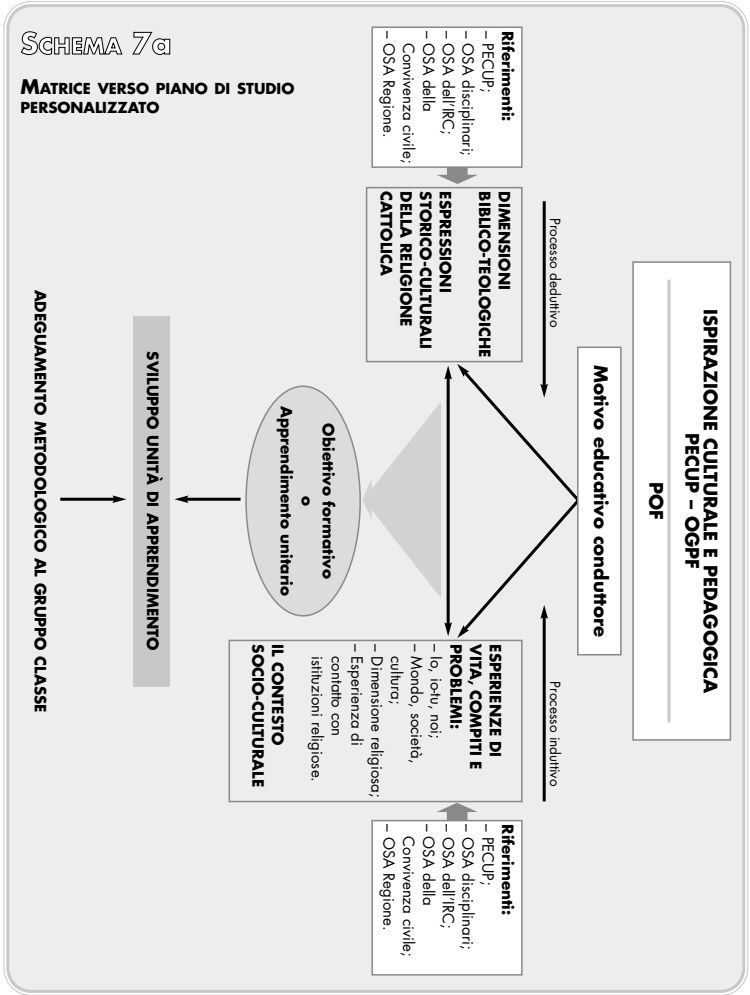 SCHEMA 7a
MATRICE VERSO PIANO DI STUDIO
PERSONALIZZATO
ISPIRAZIONE CULTURALE E PEDAGOGICA
PECUP – OGPF
POF
Motivo educativo conduttore
Processo deduttivo
Processo induttivo
Riferimenti:
– PECUP;
– OSA disciplinari;
– OSA dell'IRC;
– OSA della
Convivenza civile;
– OSA Regione.
DIMENSIONI
BIBLICO-TEOLOGICHE
ESPRESSIONI
STORICO-CULTURALI
DELLA RELIGIONE
CATTOLICA
ESPERIENZE DI
VITA, COMPITI E
PROBLEMI:
– Io, io-tu, noi;
– Mondo, società,
cultura;
– Dimensione religiosa;
– Esperienza di
contatto con
istituzioni religiose.
IL CONTESTO
SOCIO-CULTURALE
Riferimenti:
– PECUP;
– OSA disciplinari;
– OSA dell'IRC;
– OSA della
Convivenza civile;
– OSA Regione.
Obiettivo formativo
o
Apprendimento unitario
SVILUPPO UNITÀ DI APPRENDIMENTO
ADEGUAMENTO METODOLOGICO AL GRUPPO CLASSE